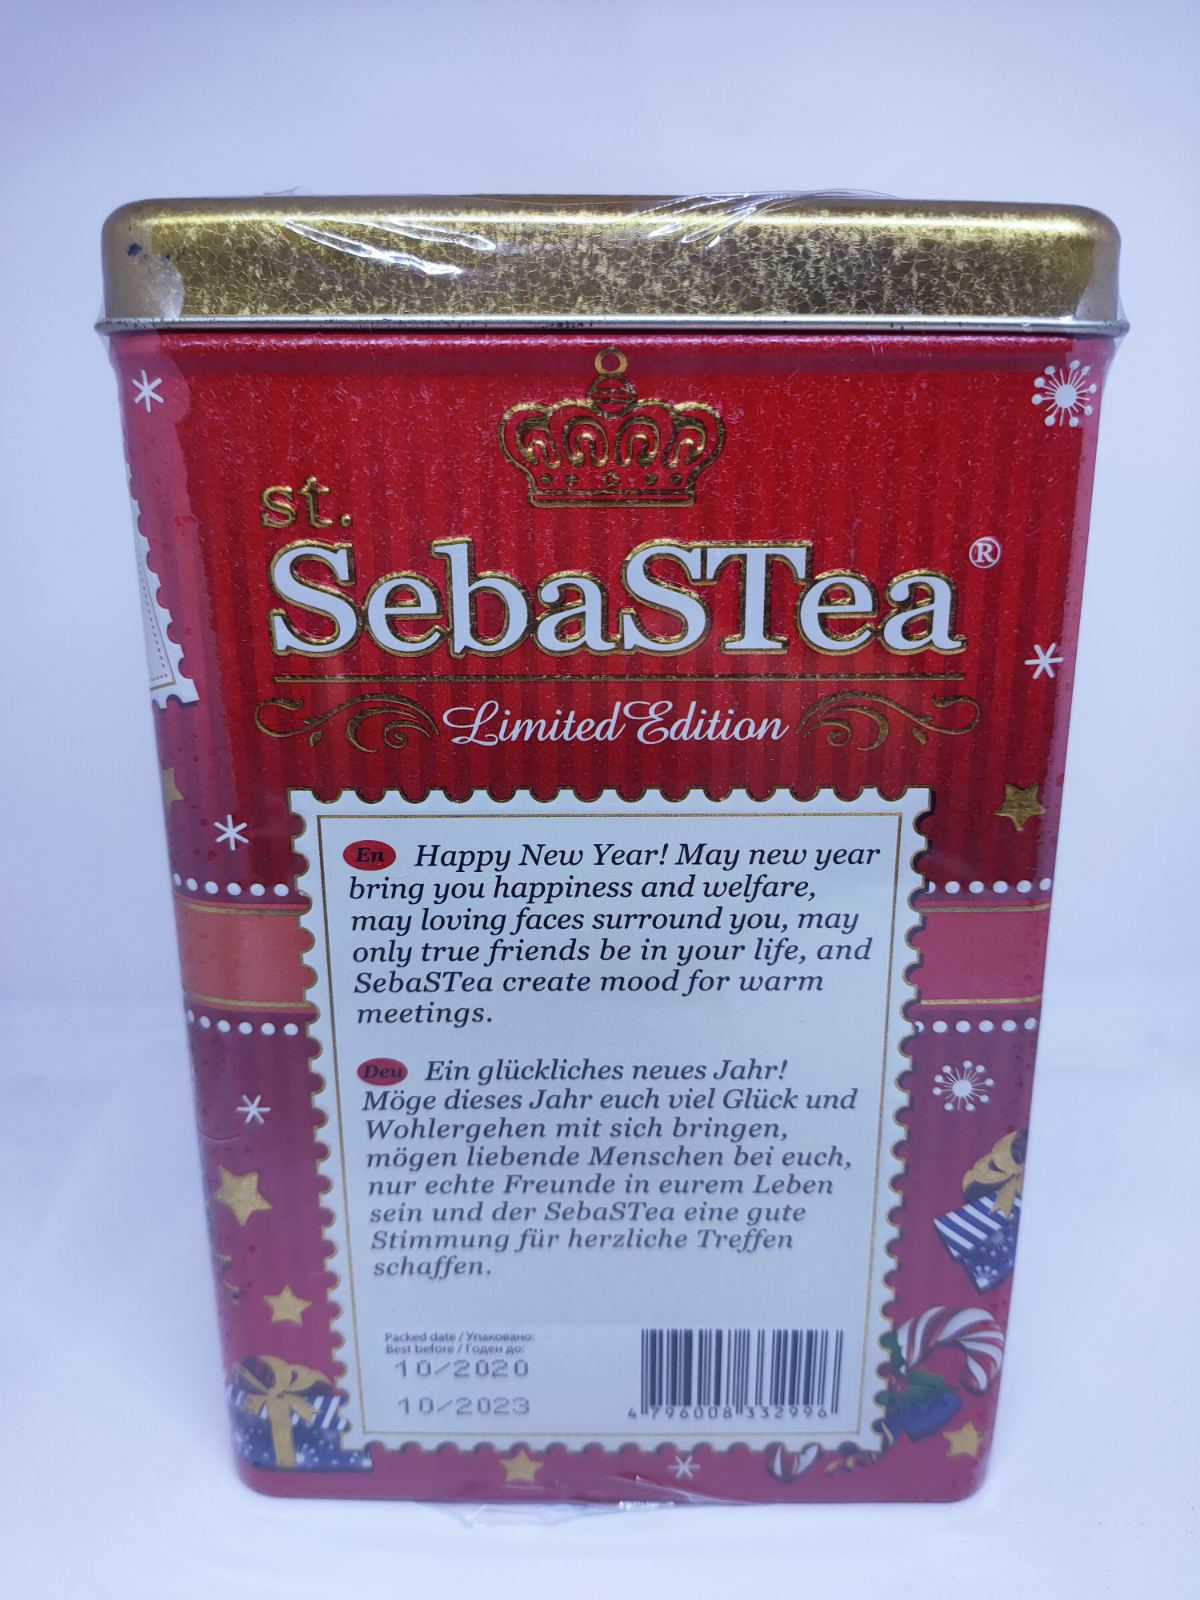 st.
SebaSTea ®
Limited Edition
En Happy New Year! May new year
bring you happiness and welfare,
may loving faces surround you, may
only true friends be in your life, and
SebaSTea create mood for warm
meetings.
Deu Ein glückliches neues Jahr!
Möge dieses Jahr euch viel Glück und
Wohlergehen mit sich bringen,
mögen liebende Menschen bei euch,
nur echte Freunde in eurem Leben
sein und der SebaSTea eine gute
Stimmung für herzliche Treffen
schaffen.
Packed date / Упаковано:
Best before / Годен до:
10/2020
10/2023
4 796008 332996